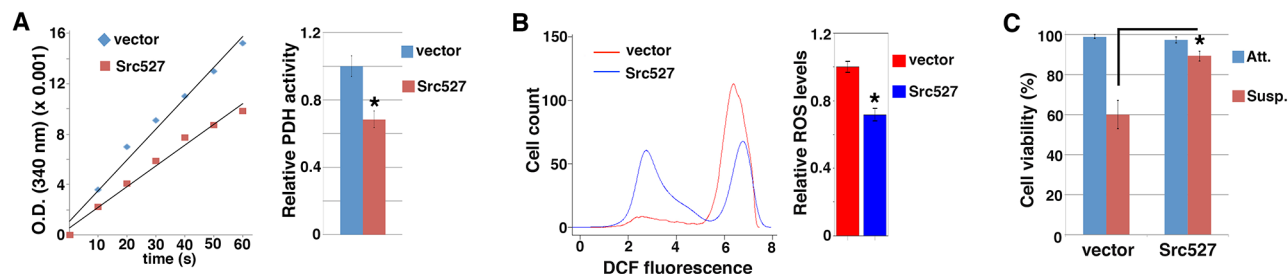 A
O.D. (340 nm) (x 0.001)
16
12
8
4
0
vector
Src527
10 20 30 40 50 60
time (s)
Relative PDH activity
1.2
1
0.8
0.4
0
vector
Src527
*
B
Cell count
150
100
50
0
vector
Src527
0 2 4 6 8
DCF fluorescence
Relative ROS levels
1.2
1
0.8
0.4
0
vector
Src527
*
C
Cell viability (%)
100
80
60
40
20
0
*
Att.
Susp.
vector Src527